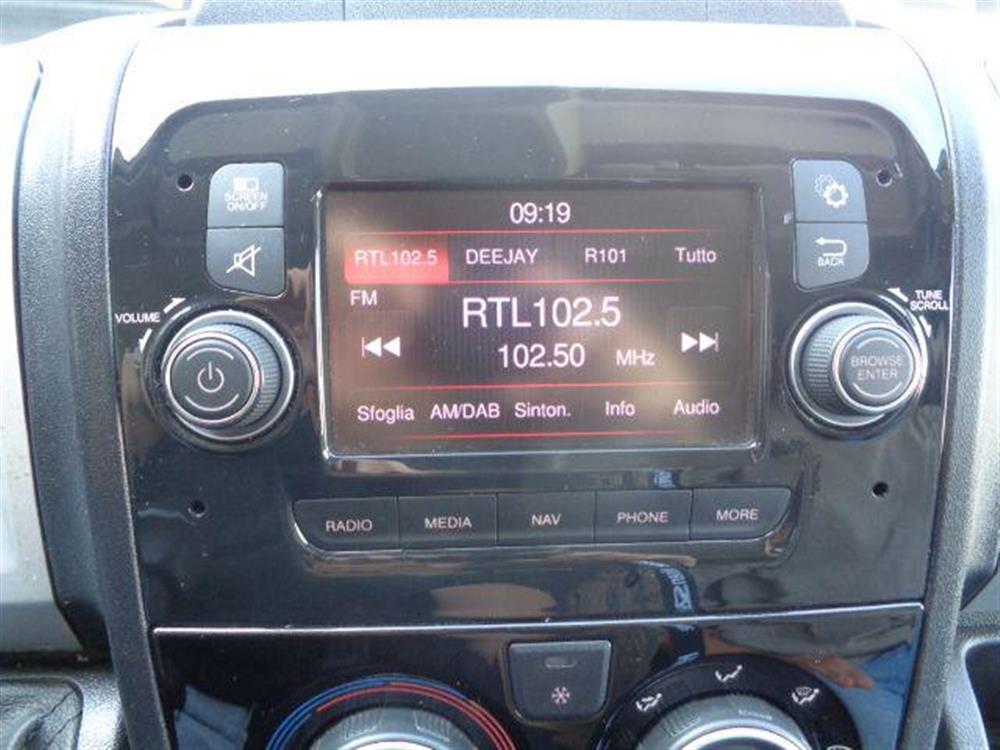 SCREEN
ON/OFF
09:19
RTL102.5 DEEJAY R101 Tutto
BACK
FM
VOLUME
TUNE
SCROLL
RTL102.5
102.50 MHz
BROWSE
ENTER
Sfoglia AM/DAB Sinton. Info Audio
RADIO MEDIA NAV PHONE MORE